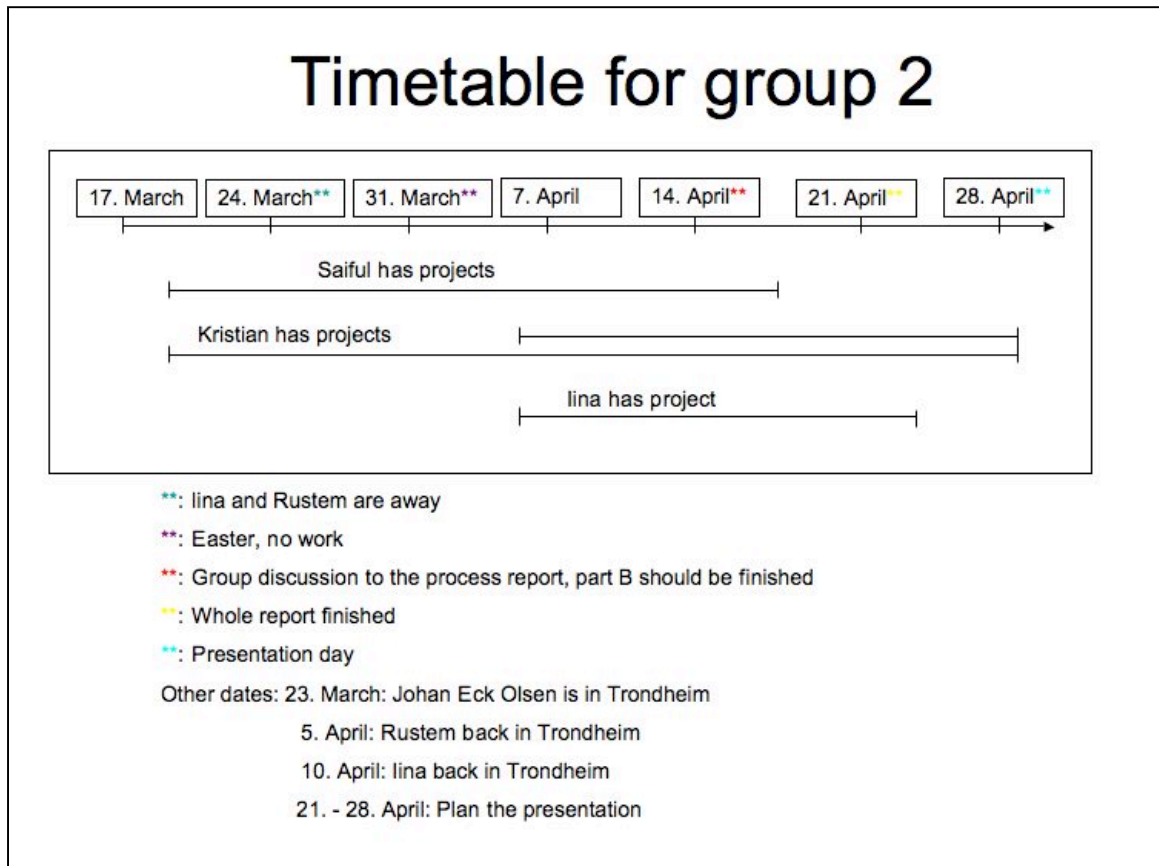 Timetable for group 2
17. March 24. March** 31. March** 7. April 14. April** 21. April** 28. April**
Saiful has projects
Kristian has projects
Iina has project
**: Iina and Rustem are away
**: Easter, no work
**: Group discussion to the process report, part B should be finished
**: Whole report finished
**: Presentation day
Other dates: 23. March: Johan Eck Olsen is in Trondheim
5. April: Rustem back in Trondheim
10. April: Iina back in Trondheim
21. - 28. April: Plan the presentation